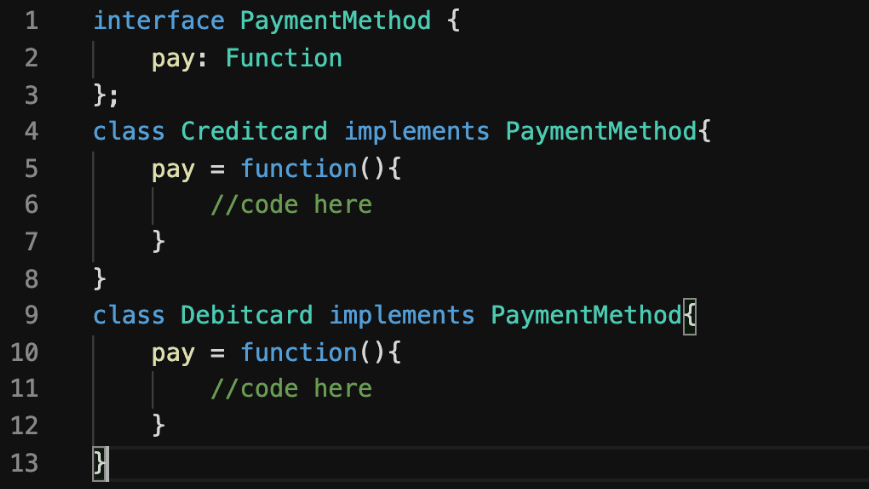 1 interface PaymentMethod {
2 pay: Function
3 };
4 class Creditcard implements PaymentMethod{
5 pay = function(){
6 //code here
7 }
8 }
9 class Debitcard implements PaymentMethod{
10 pay = function(){
11 //code here
12 }
13 }